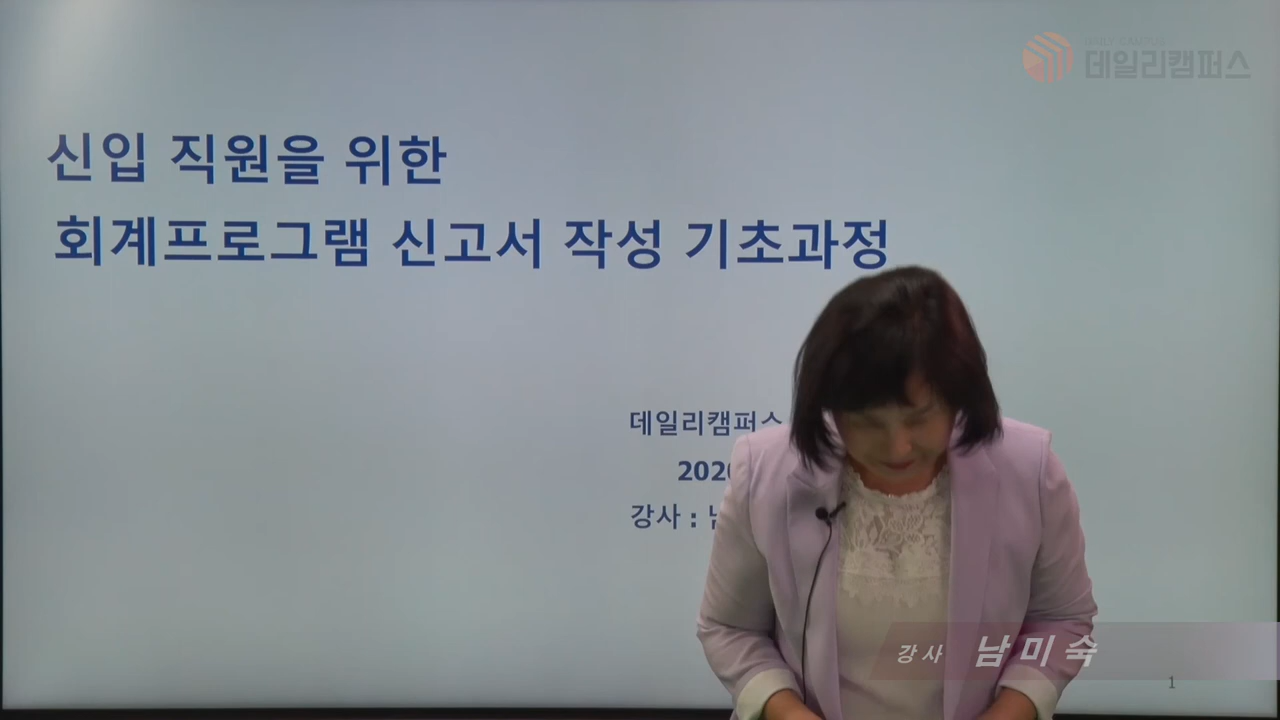 데일리캠퍼스
신입 직원을 위한
회계프로그램 신고서 작성 기초과정
데일리캠퍼스
강사 :
강사 남미숙
1